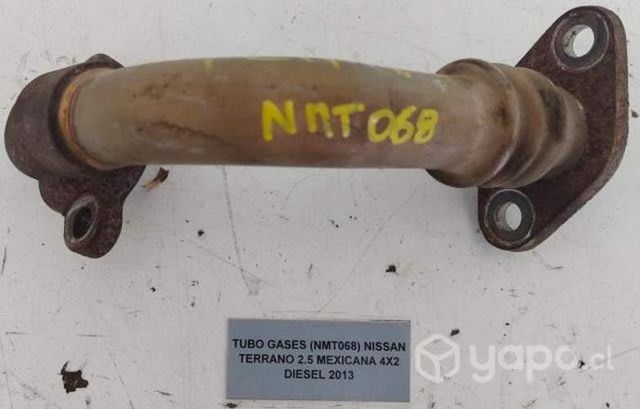 NMT068
TUBO GASES (NMT068) NISSAN
TERRANO 2.5 MEXICANA 4X2
DIESEL 2013
yapo.cl